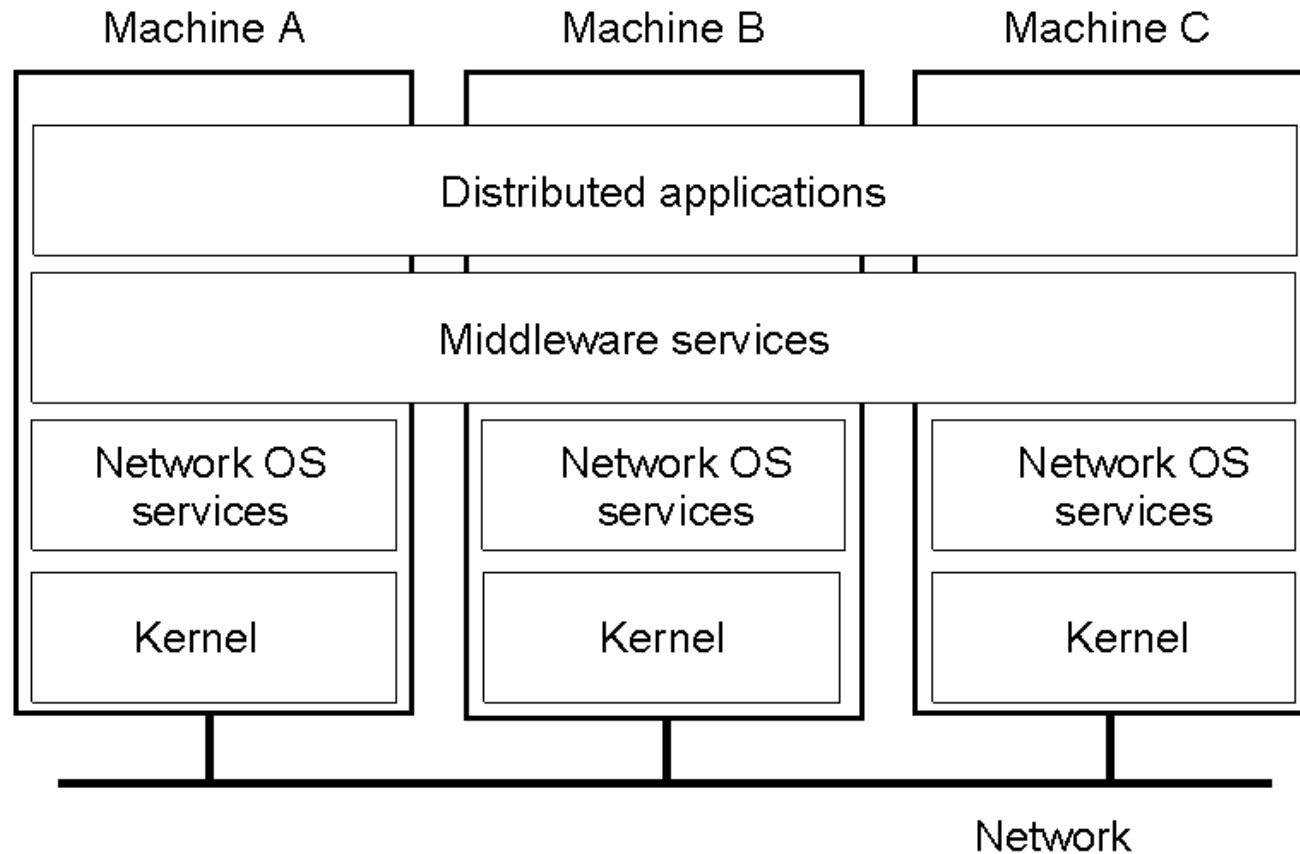 Machine A
Machine B
Machine C
Distributed applications
Middleware services
Network OS
services
Network OS
services
Network OS
services
Kernel
Kernel
Kernel
Network